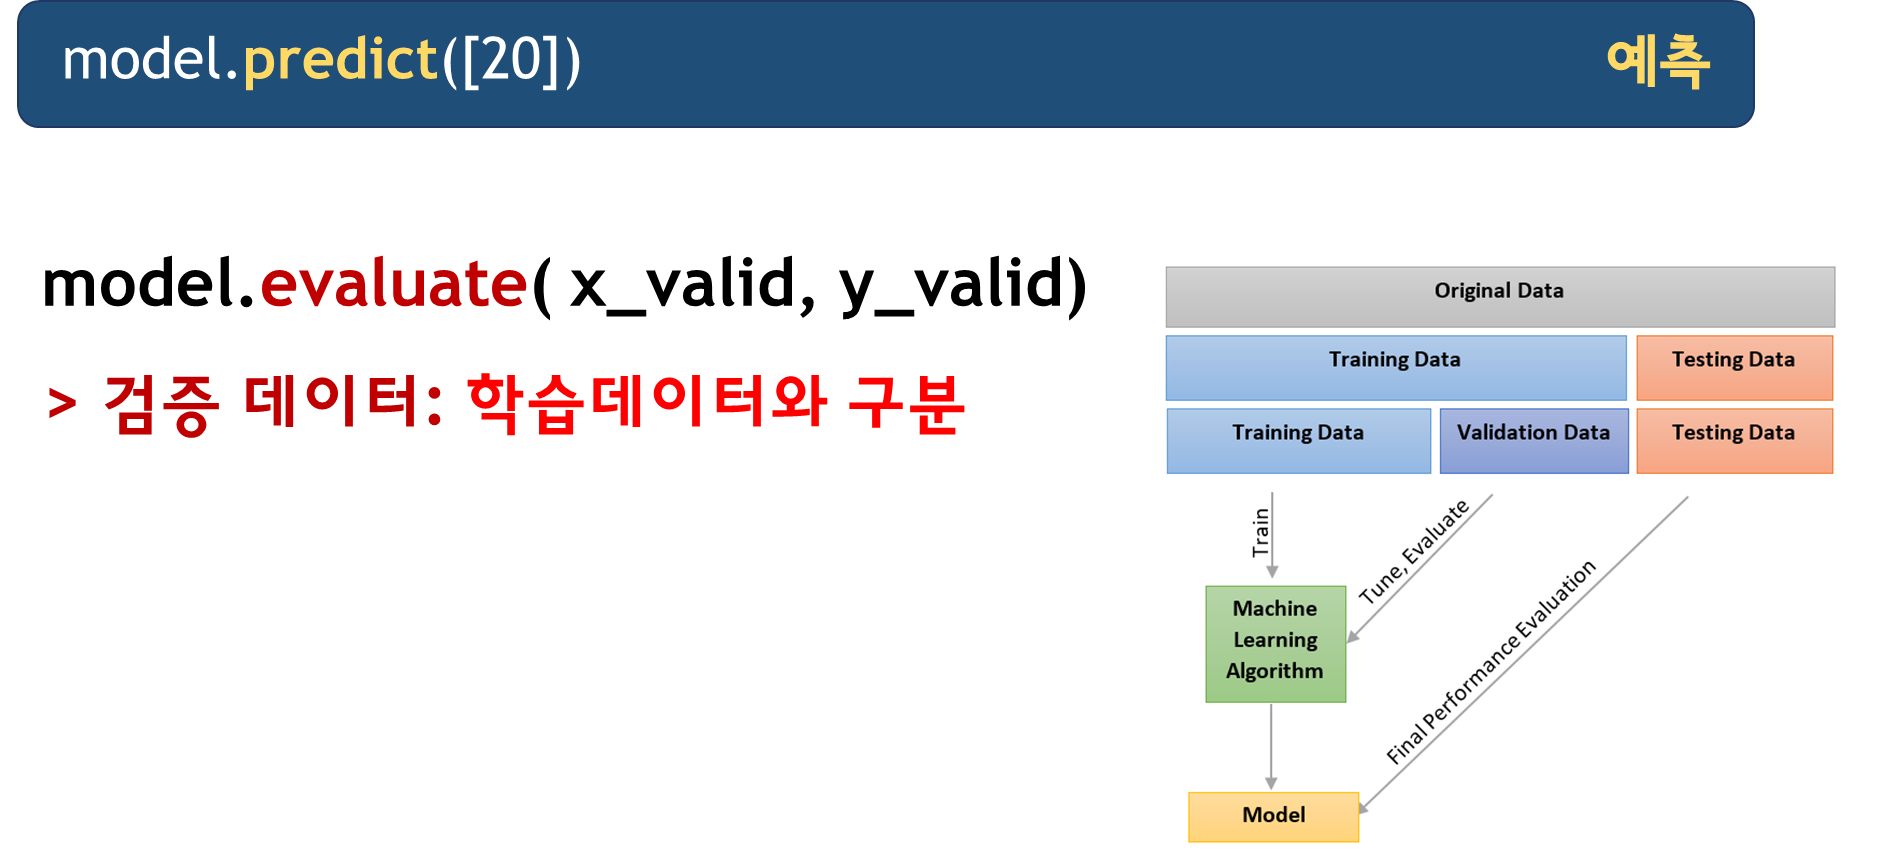 model.predict([20])
예측
model.evaluate( x_valid, y_valid)
> 검증 데이터: 학습데이터와 구분
Original Data
Training Data
Testing Data
Training Data
Validation Data
Testing Data
Train
Tune, Evaluate
Final Performance Evaluation
Machine
Learning
Algorithm
Model